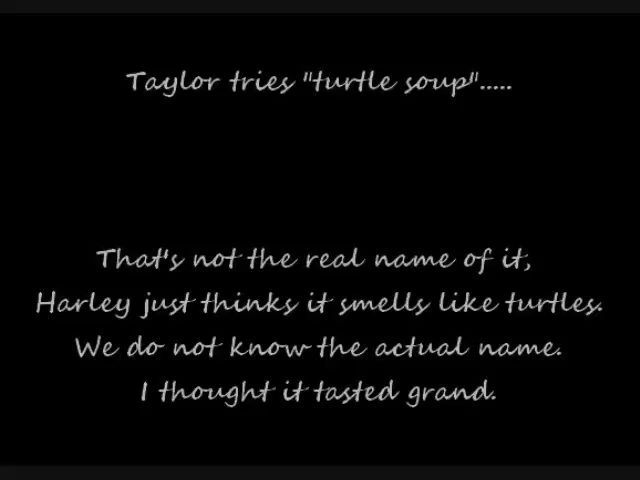 Taylor tries "turtle soup".....
That's not the real name of it,
Harley just thinks it smells like turtles.
We do not know the actual name.
I thought it tasted grand.